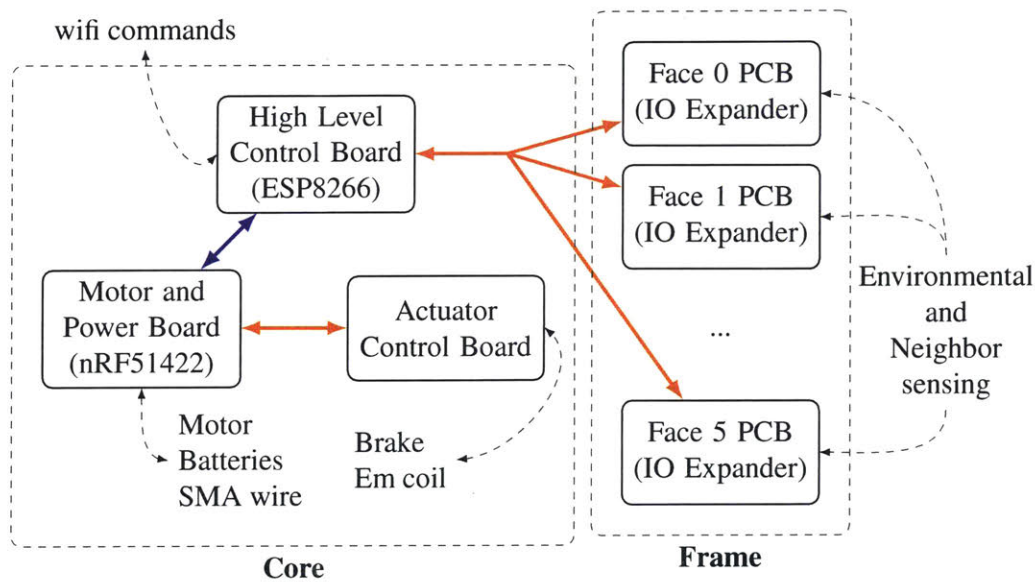 wifi commands
High Level
Control Board
(ESP8266)
Motor and
Power Board
(nRF51422)
Actuator
Control Board
Motor
Batteries
SMA wire
Brake
Em coil
Core
Face 0 PCB
(IO Expander)
Face 1 PCB
(IO Expander)
...
Face 5 PCB
(IO Expander)
Frame
Environmental
and
Neighbor
sensing